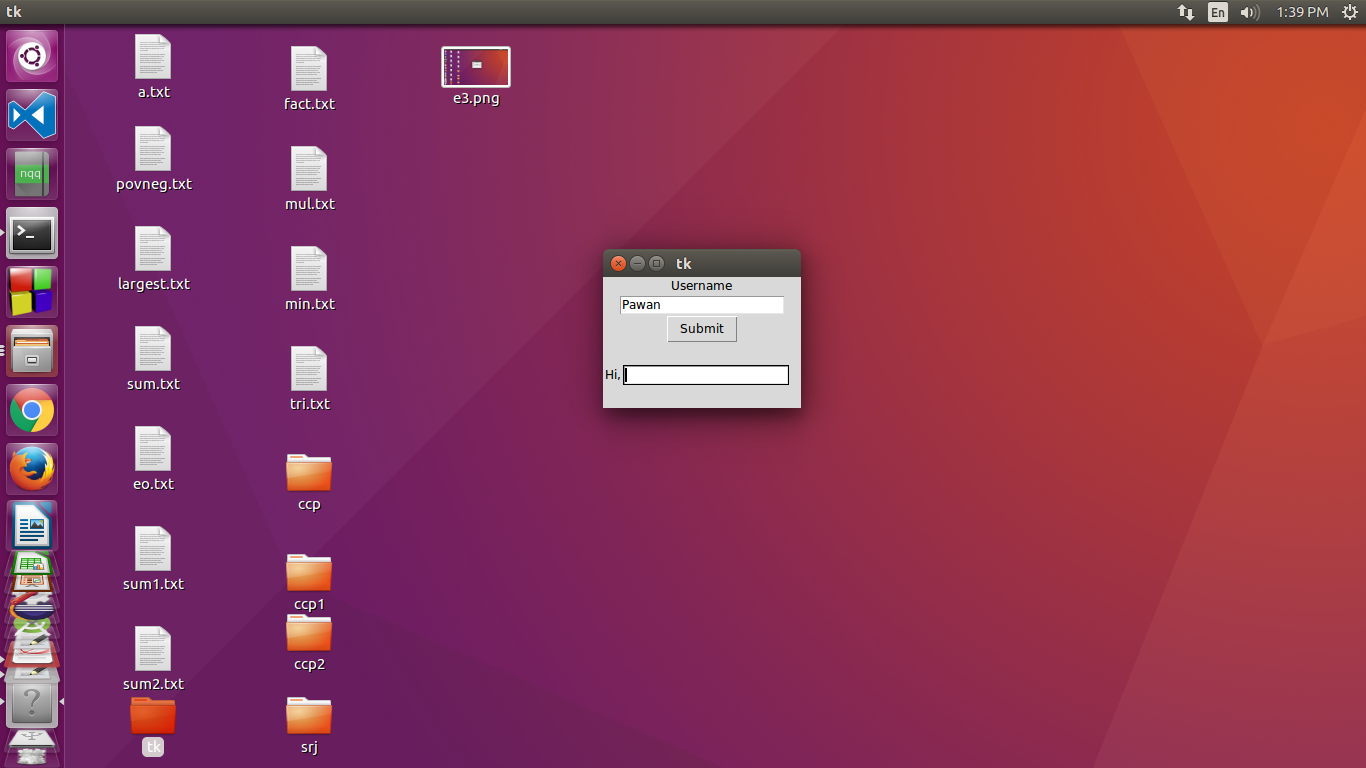 tk
En
1:39 PM
nqq
a.txt
povneg.txt
largest.txt
sum.txt
eo.txt
sum1.txt
sum2.txt
tk
fact.txt
mul.txt
min.txt
tri.txt
ccp
ccp1
ccp2
srj
e3.png
tk
Username
Pawan
Submit
Hi,